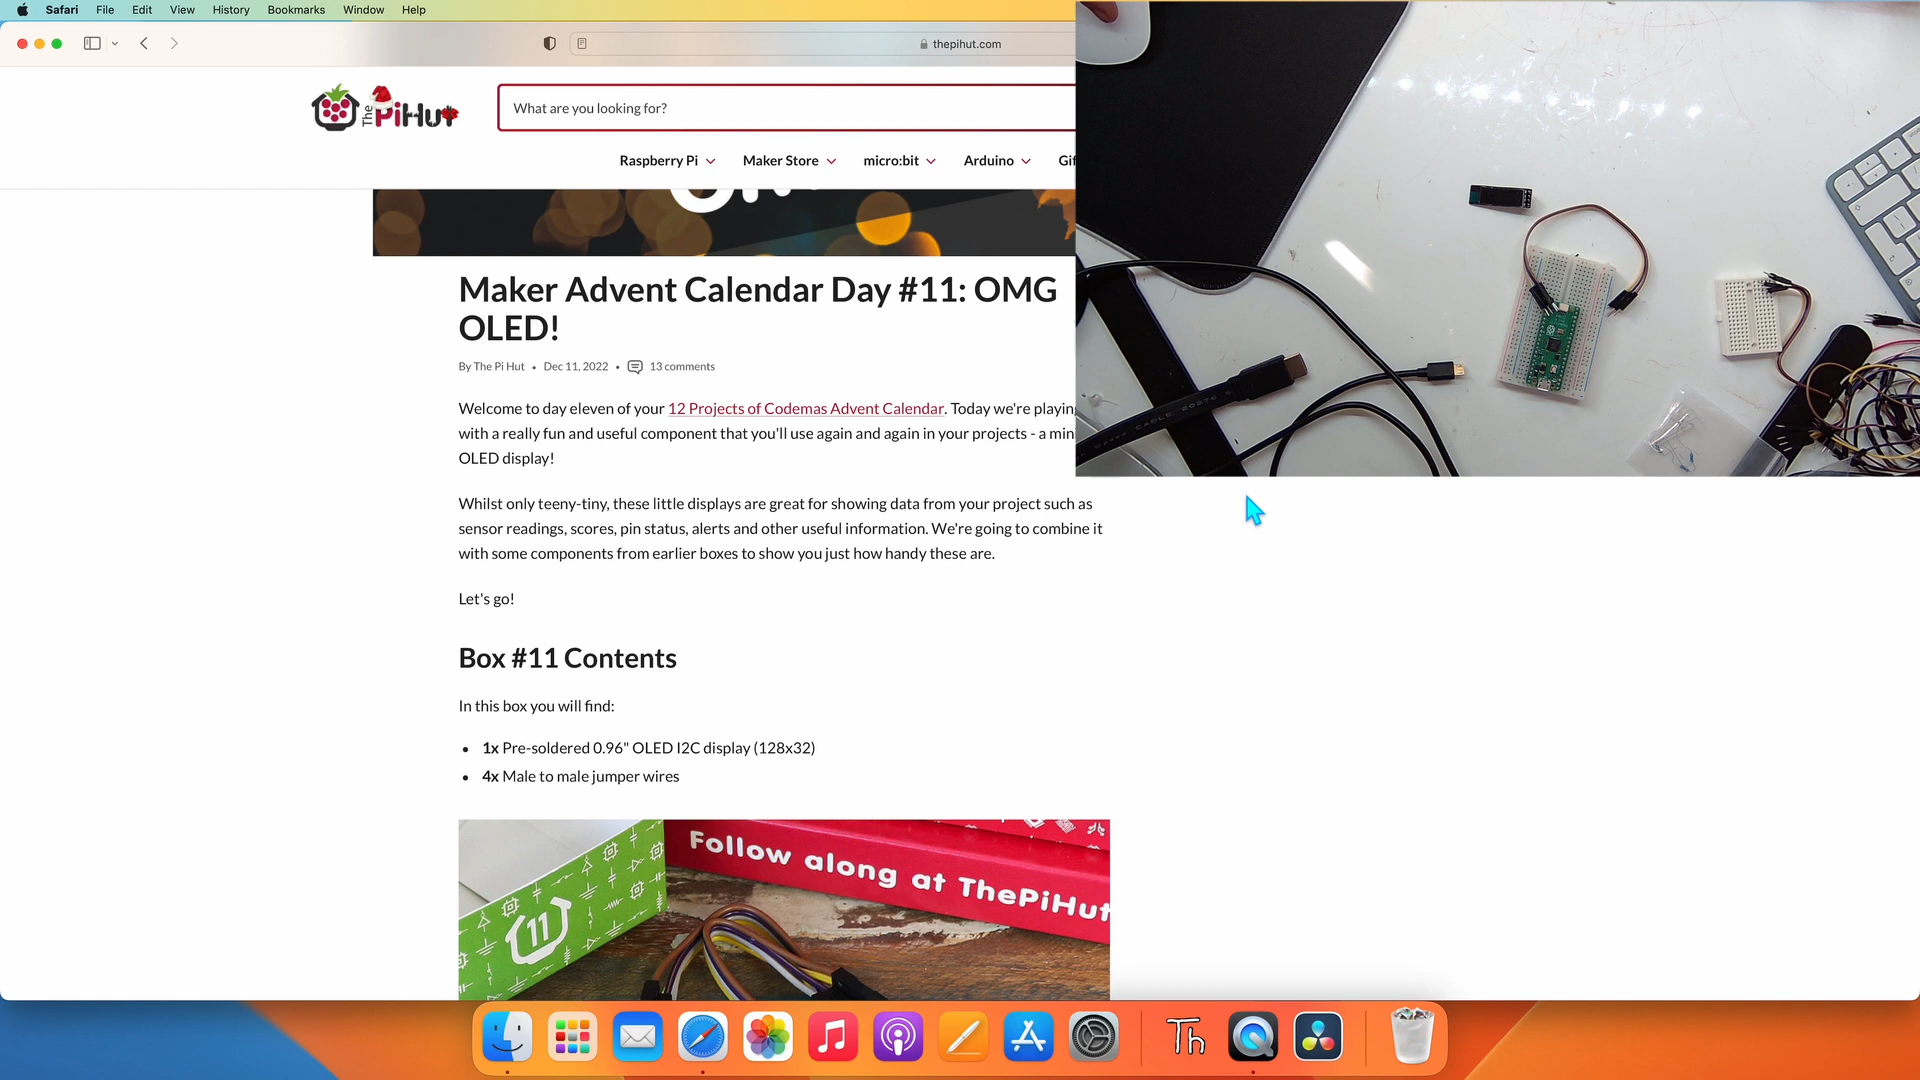 Safari File Edit View History Bookmarks Window Help
thepihut.com
The PiHut
What are you looking for?
Raspberry Pi Maker Store micro:bit Arduino Gif
Maker Advent Calendar Day #11: OMG
OLED!
By The Pi Hut • Dec 11, 2022 • 13 comments
Welcome to day eleven of your 12 Projects of Codemas Advent Calendar. Today we're playing
with a really fun and useful component that you'll use again and again in your projects - a min
OLED display!
Whilst only teeny-tiny, these little displays are great for showing data from your project such as
sensor readings, scores, pin status, alerts and other useful information. We're going to combine it
with some components from earlier boxes to show you just how handy these are.
Let's go!
Box #11 Contents
In this box you will find:
• 1x Pre-soldered 0.96" OLED I2C display (128x32)
• 4x Male to male jumper wires
Follow along at ThePiHut
11
Th